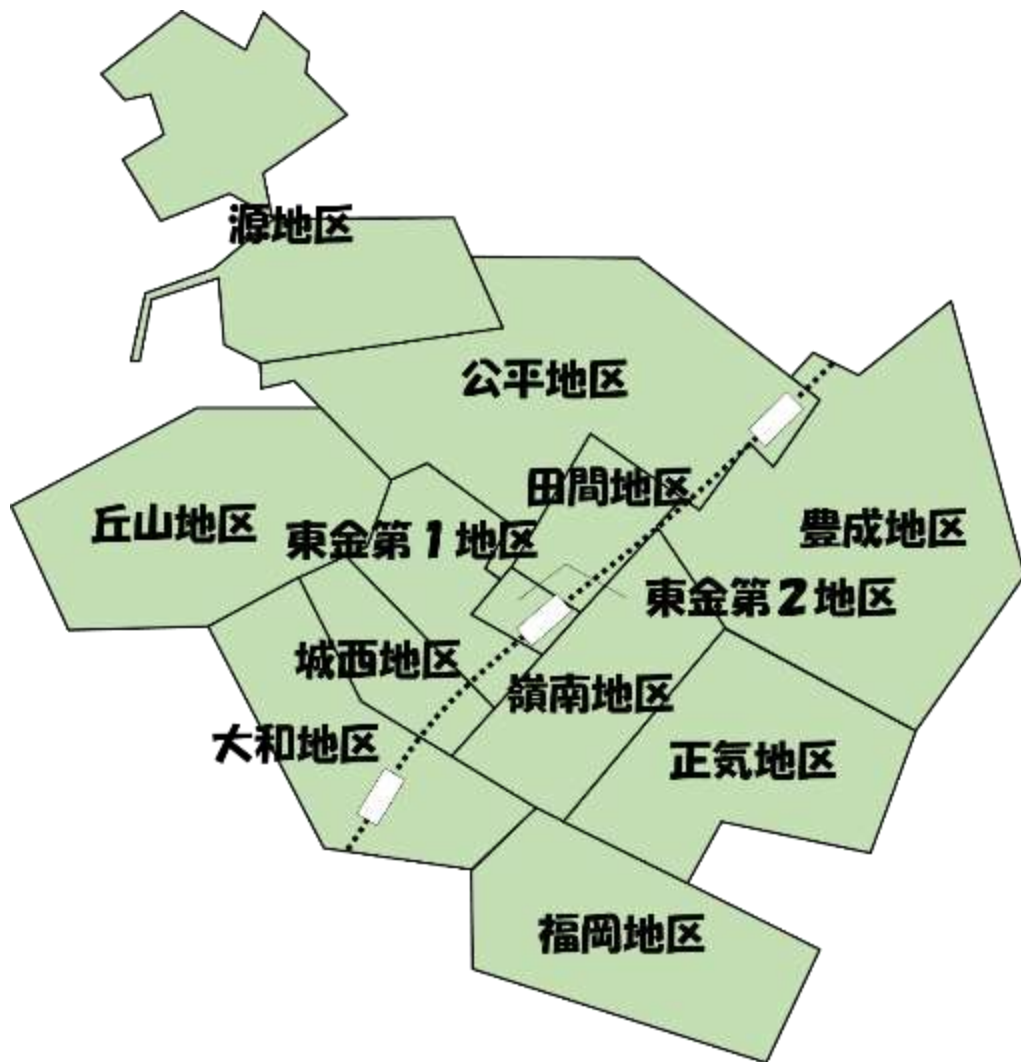 源地区
公平地区
田間地区
丘山地区
東金第1地区
豊成地区
東金第2地区
城西地区
嶺南地区
大和地区
正気地区
福岡地区